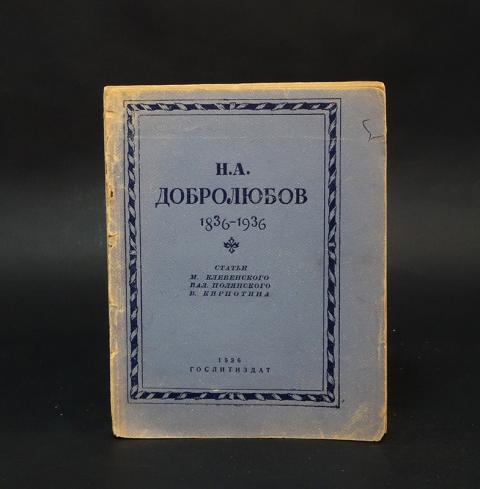 Н.А.
ДОБРОЛЮБОВ
1836-1936
СТАТЬИ
М. КЛЕВЕНСКОГО
ВАЛ. ПОЛЯНСКОГО
В. КИРПОТИНА
1936
ГОСЛИТИЗДАТ